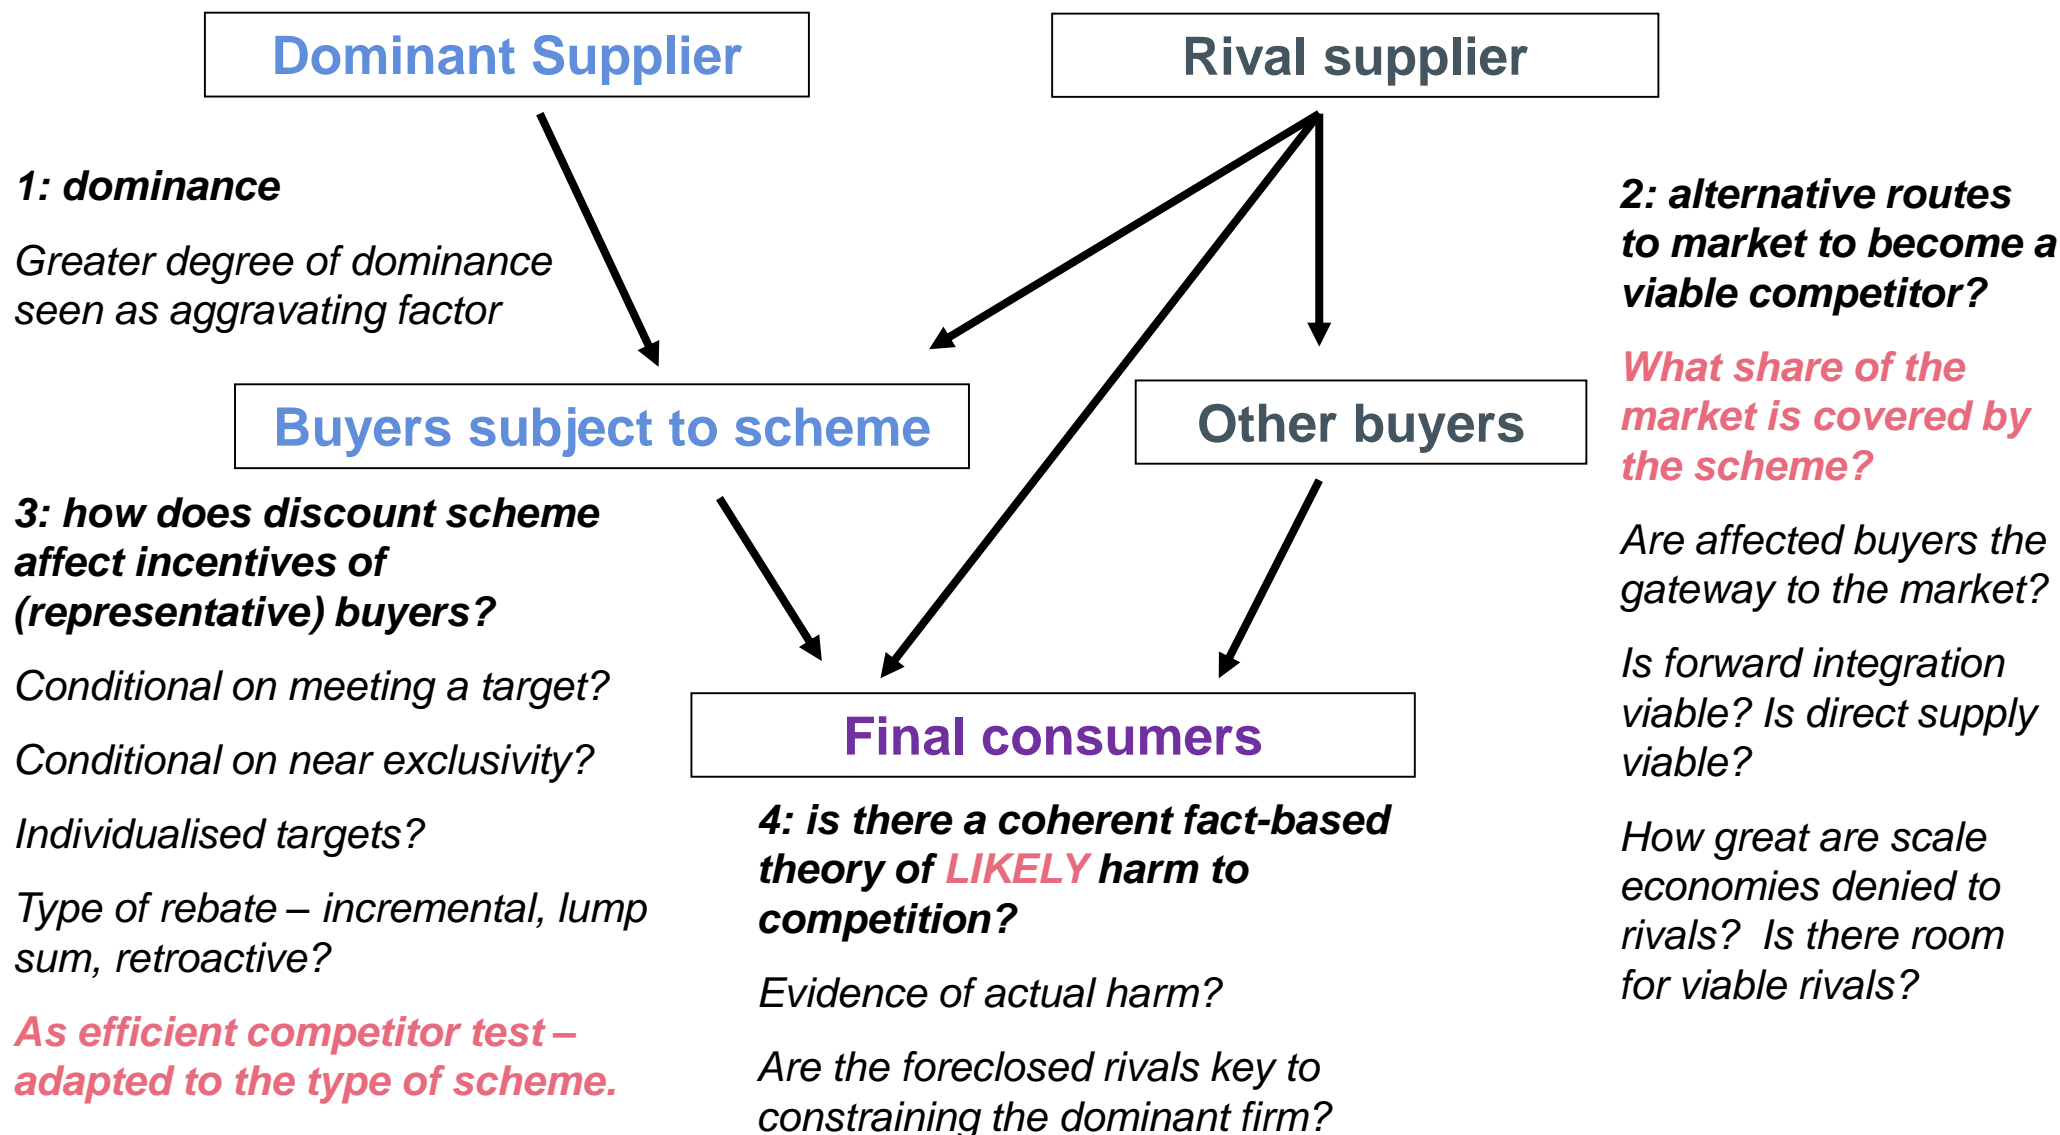 Dominant Supplier
Rival supplier
1: dominance
Greater degree of dominance
seen as aggravating factor
2: alternative routes
to market to become a
viable competitor?
What share of the
market is covered by
the scheme?
Are affected buyers the
gateway to the market?
Is forward integration
viable? Is direct supply
viable?
How great are scale
economies denied to
rivals?  Is there room
for viable rivals?
Buyers subject to scheme
Other buyers
3: how does discount scheme
affect incentives of
(representative) buyers?
Conditional on meeting a target?
Conditional on near exclusivity?
Individualised targets?
Type of rebate – incremental, lump
sum, retroactive?
As efficient competitor test –
adapted to the type of scheme.
Final consumers
4: is there a coherent fact-based
theory of LIKELY harm to
competition?
Evidence of actual harm?
Are the foreclosed rivals key to
constraining the dominant firm?